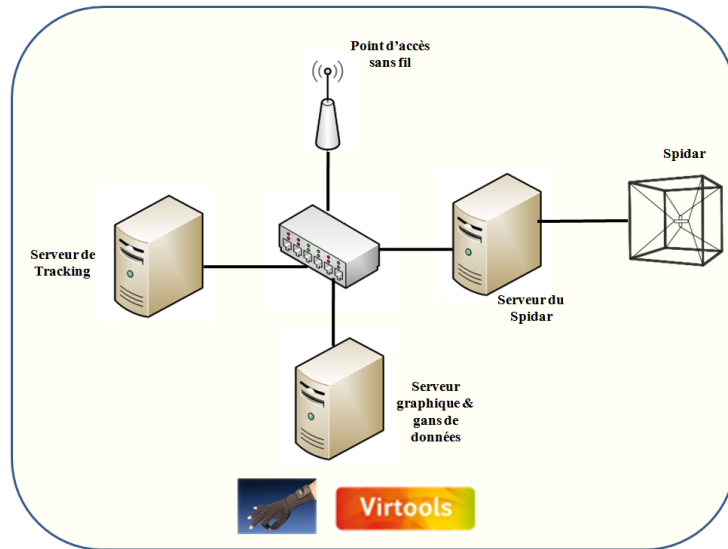 Point d'accès
sans fil
Spidar
Serveur de
Tracking
Serveur du
Spidar
Serveur
graphique &
gans de
données
Virtools